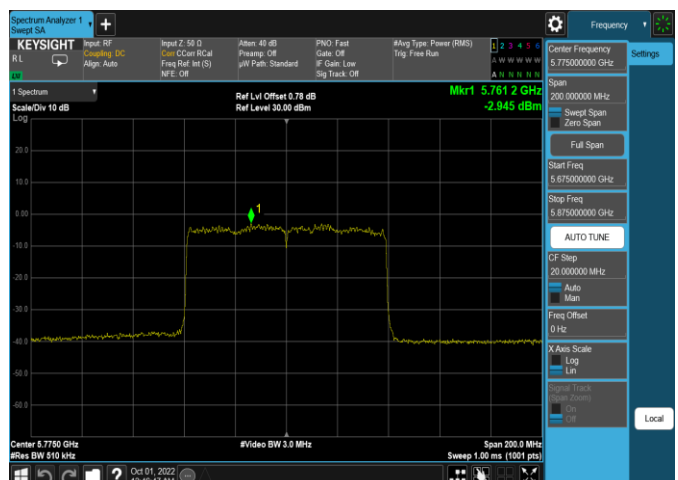 Spectrum Analyzer 1
Swept SA
+
Frequency
KEYSIGHT
RL
LV
Input: RF
Coupling: DC
Align: Auto
Input Z: 50 Ω
Corr CCorr RCal
Freq Ref: Int (S)
NFE: Off
Atten: 40 dB
Preamp: Off
µW Path: Standard
PNO: Fast
Gate: Off
IF Gain: Low
Sig Track: Off
#Avg Type: Power (RMS)
Trig: Free Run
1 2 3 4 5 6
A W W W W W
A N N N N N
Center Frequency
5.775000000 GHz
Settings
1 Spectrum
Scale/Div 10 dB
Log
Ref Lvl Offset 0.78 dB
Ref Level 30.00 dBm
Mkr1 5.761 2 GHz
-2.945 dBm
Span
200.000000 MHz
Swept Span
Zero Span
Full Span
Start Freq
5.675000000 GHz
Stop Freq
5.875000000 GHz
AUTO TUNE
CF Step
20.000000 MHz
Auto
Man
Freq Offset
0 Hz
X Axis Scale
Log
Lin
Signal Track
(Span Zoom)
On
Off
Local
20.0
10.0
0.00
1
-10.0
-20.0
-30.0
-40.0
-50.0
-60.0
Center 5.7750 GHz
#Res BW 510 kHz
#Video BW 3.0 MHz
Span 200.0 MHz
Sweep 1.00 ms (1001 pts)
?
Oct 01, 2022